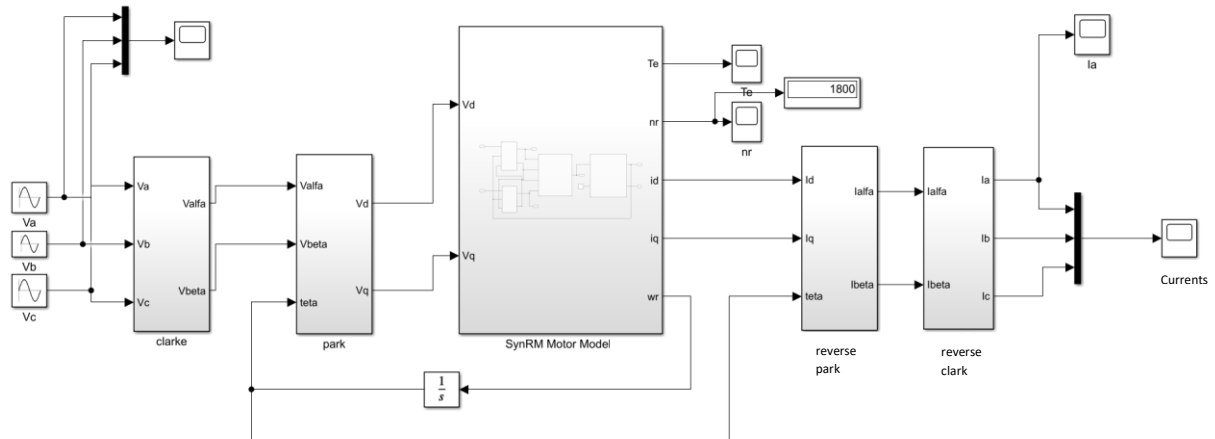 Va
Vb
Vc
Va
Vb
Vc
Valfa
Vbeta
clarke
Valfa
Vbeta
teta
Vd
Vq
park
Vd
Vq
Te
nr
id
iq
wr
SynRM Motor Model
1
s
Te
1800
nr
Id
Iq
teta
Ialfa
Ibeta
reverse
park
Ialfa
Ibeta
Ia
Ib
Ic
reverse
clark
Ia
Currents